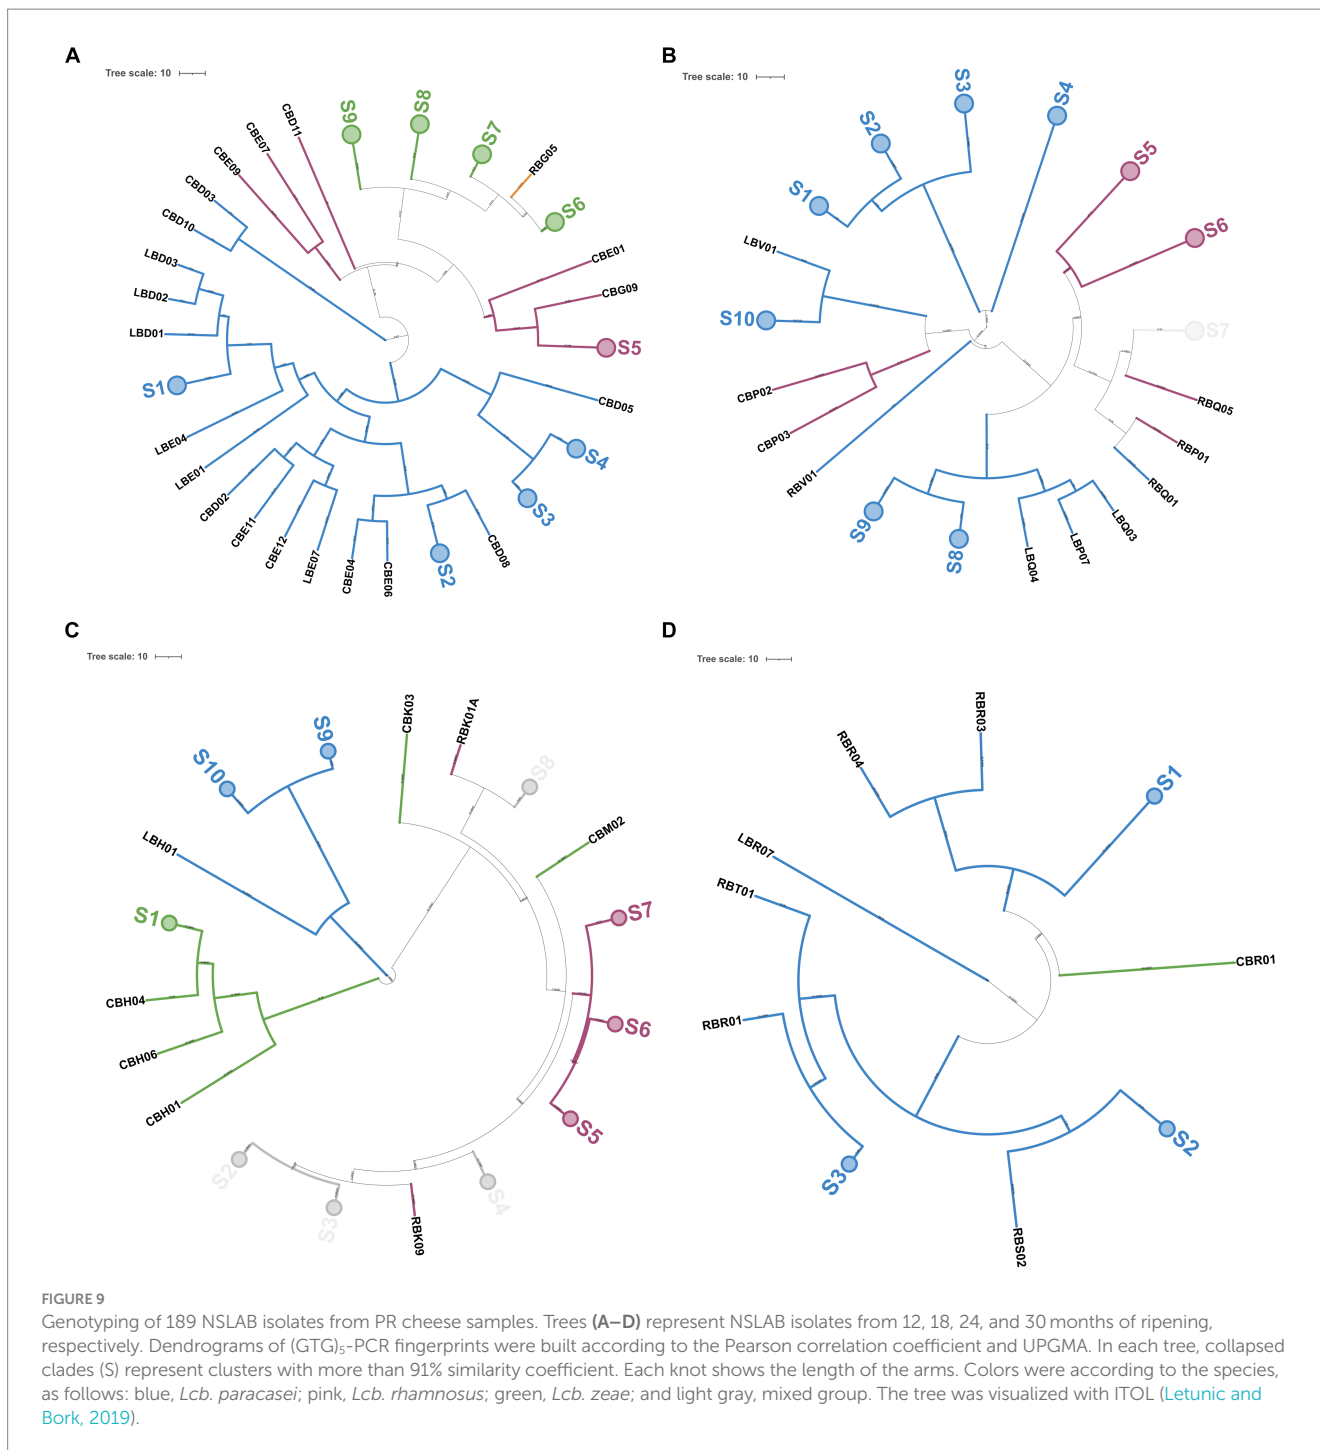 A
Tree scale: 10
CBD11
CBE07
CBE09
CBD03
CBD10
LBD03
LBD02
LBD01
S1
LBE04
LBE01
CBD02
CBE11
CBE12
LBE07
CBE04
CBE06
S2
CBD08
S3
S4
CBD05
S5
CBG09
CBE01
S6
RBG05
S7
S8
S9
B
Tree scale: 10
S3
S4
S2
S1
S5
S6
LBV01
S10
S7
CBP02
CBP03
RBV01
RBQ05
RBP01
RBQ01
S9
S8
LBQ04
LBP07
LBQ03
C
Tree scale: 10
CBK03
RBK01A
S9
S10
S8
LBH01
CBM02
S1
S7
CBH04
S6
CBH06
CBH01
S5
S2
S3
RBK09
S4
D
Tree scale: 10
RBR03
RBR04
S1
LBR07
RBT01
CBR01
RBR01
S2
S3
RBS02
FIGURE 9
Genotyping of 189 NSLAB isolates from PR cheese samples. Trees (A–D) represent NSLAB isolates from 12, 18, 24, and 30 months of ripening,
respectively. Dendrograms of (GTG)₅-PCR fingerprints were built according to the Pearson correlation coefficient and UPGMA. In each tree, collapsed
clades (S) represent clusters with more than 91% similarity coefficient. Each knot shows the length of the arms. Colors were according to the species,
as follows: blue, Lcb. paracasei; pink, Lcb. rhamnosus; green, Lcb. zeae; and light gray, mixed group. The tree was visualized with ITOL (Letunic and
Bork, 2019).